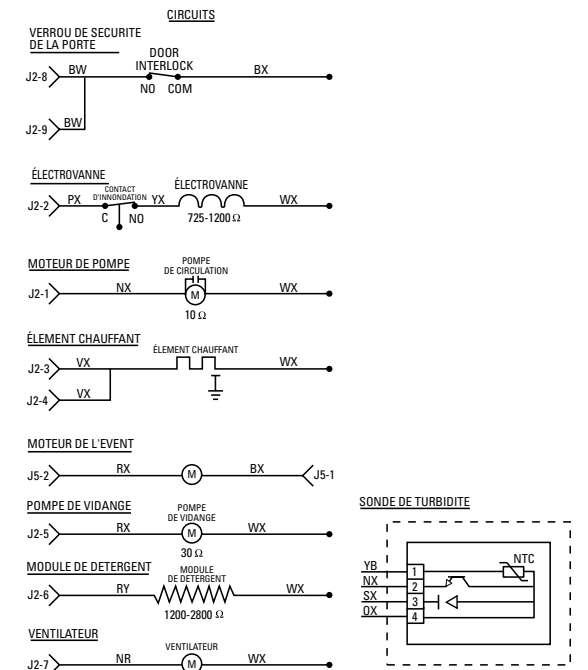 CIRCUITS
VERROU DE SECURITE
DE LA PORTE
DOOR
INTERLOCK
J2-8 BW BX
NO COM
J2-9 BW
ÉLECTROVANNE
CONTACT
D'INNONDATION
ÉLECTROVANNE
J2-2 PX YX WX
C NO 725-1200 Ω
MOTEUR DE POMPE
POMPE
DE CIRCULATION
J2-1 NX M WX
10 Ω
ÉLEMENT CHAUFFANT
ÉLEMENT CHAUFFANT
J2-3 VX WX
J2-4 VX
MOTEUR DE L'EVENT
J5-2 RX M BX J5-1
POMPE DE VIDANGE
POMPE
DE VIDANGE
J2-5 RX M WX
30 Ω
MODULE DE DETERGENT
MODULE
DE DETERGENT
J2-6 RY WX
1200-2800 Ω
VENTILATEUR
VENTILATEUR
J2-7 NR M WX
SONDE DE TURBIDITE
NTC
YB 1
NX 2
SX 3
OX 4